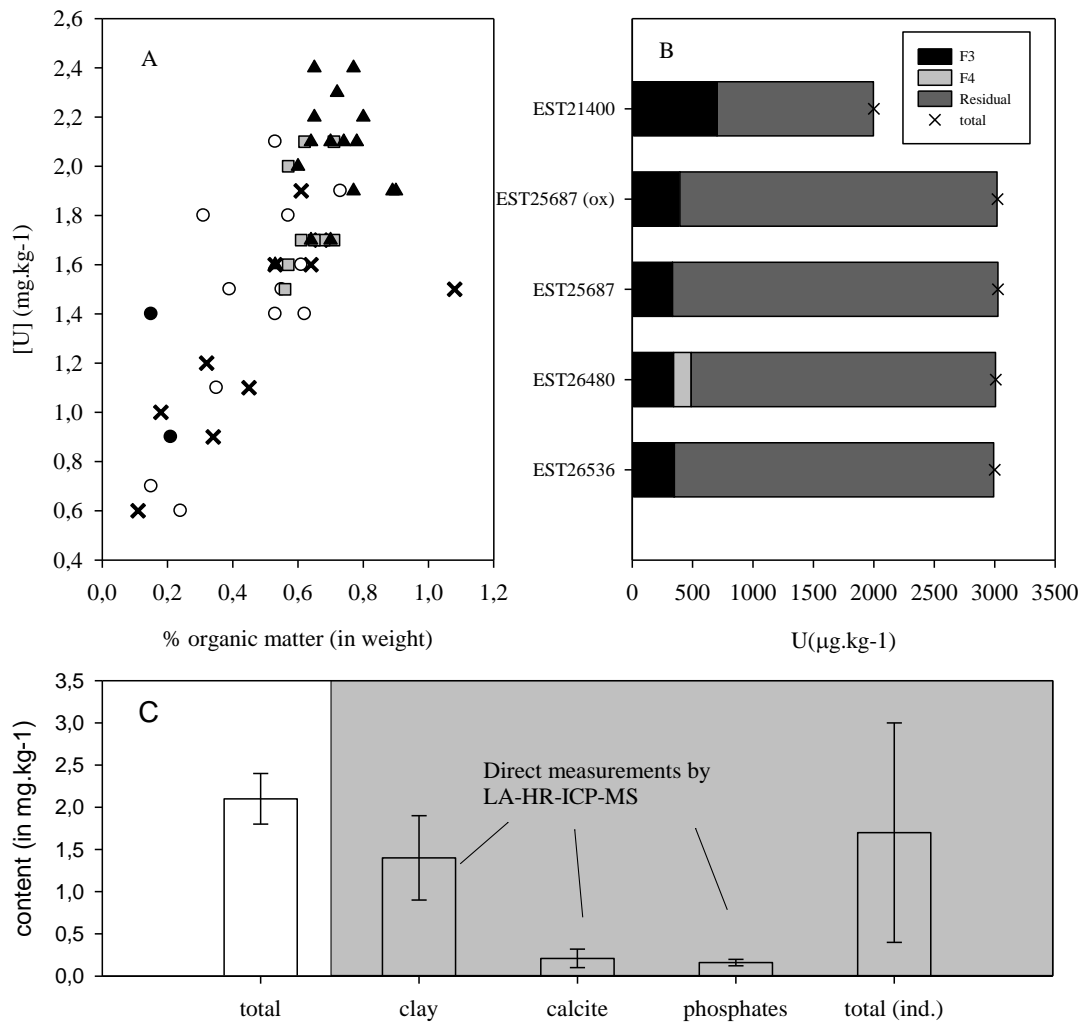 A
2,6
2,4
2,2
2,0
1,8
1,6
1,4
1,2
1,0
0,8
0,6
0,4
[U] (mg.kg-1)
0,0 0,2 0,4 0,6 0,8 1,0 1,2
% organic matter (in weight)
B
F3
F4
Residual
total
EST21400
EST25687 (ox)
EST25687
EST26480
EST26536
0 500 1000 1500 2000 2500 3000 3500
U(μg.kg-1)
C
3,5
3,0
2,5
2,0
1,5
1,0
0,5
0,0
content (in mg.kg-1)
Direct measurements by
LA-HR-ICP-MS
total clay calcite phosphates total (ind.)